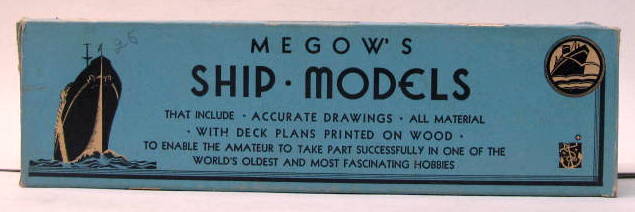 MEGOW'S
SHIP · MODELS
THAT INCLUDE · ACCURATE DRAWINGS · ALL MATERIAL
· WITH DECK PLANS PRINTED ON WOOD ·
TO ENABLE THE AMATEUR TO TAKE PART SUCCESSFULLY IN ONE OF THE
WORLD'S OLDEST AND MOST FASCINATING HOBBIES